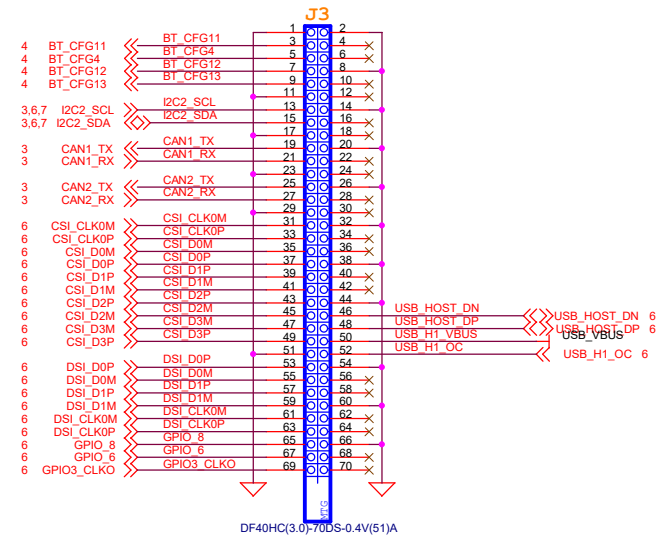 J3
1 2
4 BT_CFG11 BT_CFG11 3 4
4 BT_CFG4 BT_CFG4 5 6
4 BT_CFG12 BT_CFG12 7 8
4 BT_CFG13 BT_CFG13 9 10
11 12
3,6,7 I2C2_SCL I2C2_SCL 13 14
3,6,7 I2C2_SDA I2C2_SDA 15 16
17 18
3 CAN1_TX CAN1_TX 19 20
3 CAN1_RX CAN1_RX 21 22
23 24
3 CAN2_TX CAN2_TX 25 26
3 CAN2_RX CAN2_RX 27 28
29 30
6 CSI_CLK0M CSI_CLK0M 31 32
6 CSI_CLK0P CSI_CLK0P 33 34
6 CSI_D0M CSI_D0M 35 36
6 CSI_D0P CSI_D0P 37 38
6 CSI_D1P CSI_D1P 39 40
6 CSI_D1M CSI_D1M 41 42
6 CSI_D2P CSI_D2P 43 44
6 CSI_D2M CSI_D2M 45 46 USB_HOST_DN USB_HOST_DN 6
6 CSI_D3M CSI_D3M 47 48 USB_HOST_DP USB_HOST_DP 6
6 CSI_D3P CSI_D3P 49 50 USB_H1_VBUS USB_VBUS
51 52 USB_H1_OC USB_H1_OC 6
6 DSI_D0P DSI_D0P 53 54
6 DSI_D0M DSI_D0M 55 56
6 DSI_D1P DSI_D1P 57 58
6 DSI_D1M DSI_D1M 59 60
6 DSI_CLK0M DSI_CLK0M 61 62
6 DSI_CLK0P DSI_CLK0P 63 64
6 GPIO_8 GPIO_8 65 66
6 GPIO_6 GPIO_6 67 68
6 GPIO3_CLKO GPIO3_CLKO 69 70
MTG
DF40HC(3.0)-70DS-0.4V(51)A